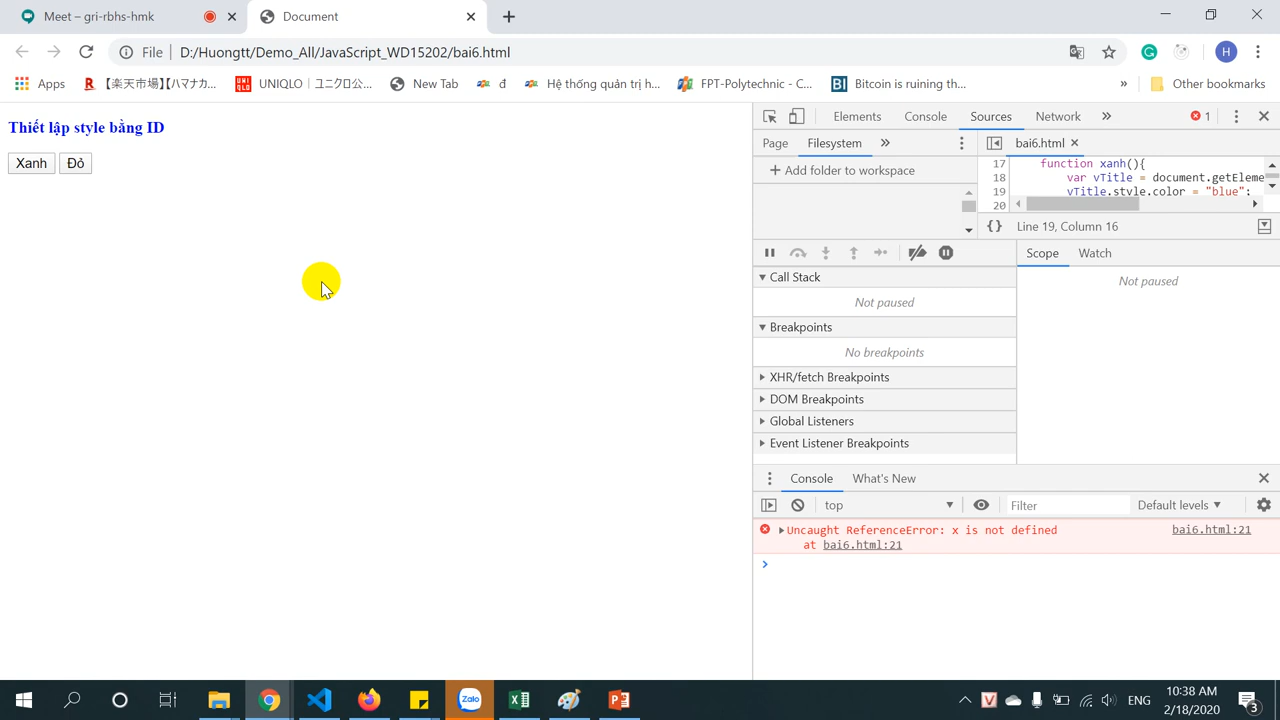 Meet – gri-rbhs-hmk
Document
File | D:/Huongtt/Demo_All/JavaScript_WD15202/bai6.html
H
Apps
【楽天市場】【ハマナカ...
UNIQLO｜ユニクロ公...
New Tab
đ
Hệ thống quản trị h...
FPT-Polytechnic - C...
Bitcoin is ruining th...
»
Other bookmarks
Thiết lập style bằng ID
Xanh
Đỏ
Elements
Console
Sources
Network
»
1
Page
Filesystem
»
bai6.html
+ Add folder to workspace
17 function xanh(){
18 var vTitle = document.getEleme
19 vTitle.style.color = "blue";
20
{} Line 19, Column 16
Scope
Watch
Call Stack
Not paused
Not paused
Breakpoints
No breakpoints
XHR/fetch Breakpoints
DOM Breakpoints
Global Listeners
Event Listener Breakpoints
Console
What's New
top
Filter
Default levels
Uncaught ReferenceError: x is not defined bai6.html:21
at bai6.html:21
Zalo
ENG
10:38 AM
2/18/2020
3